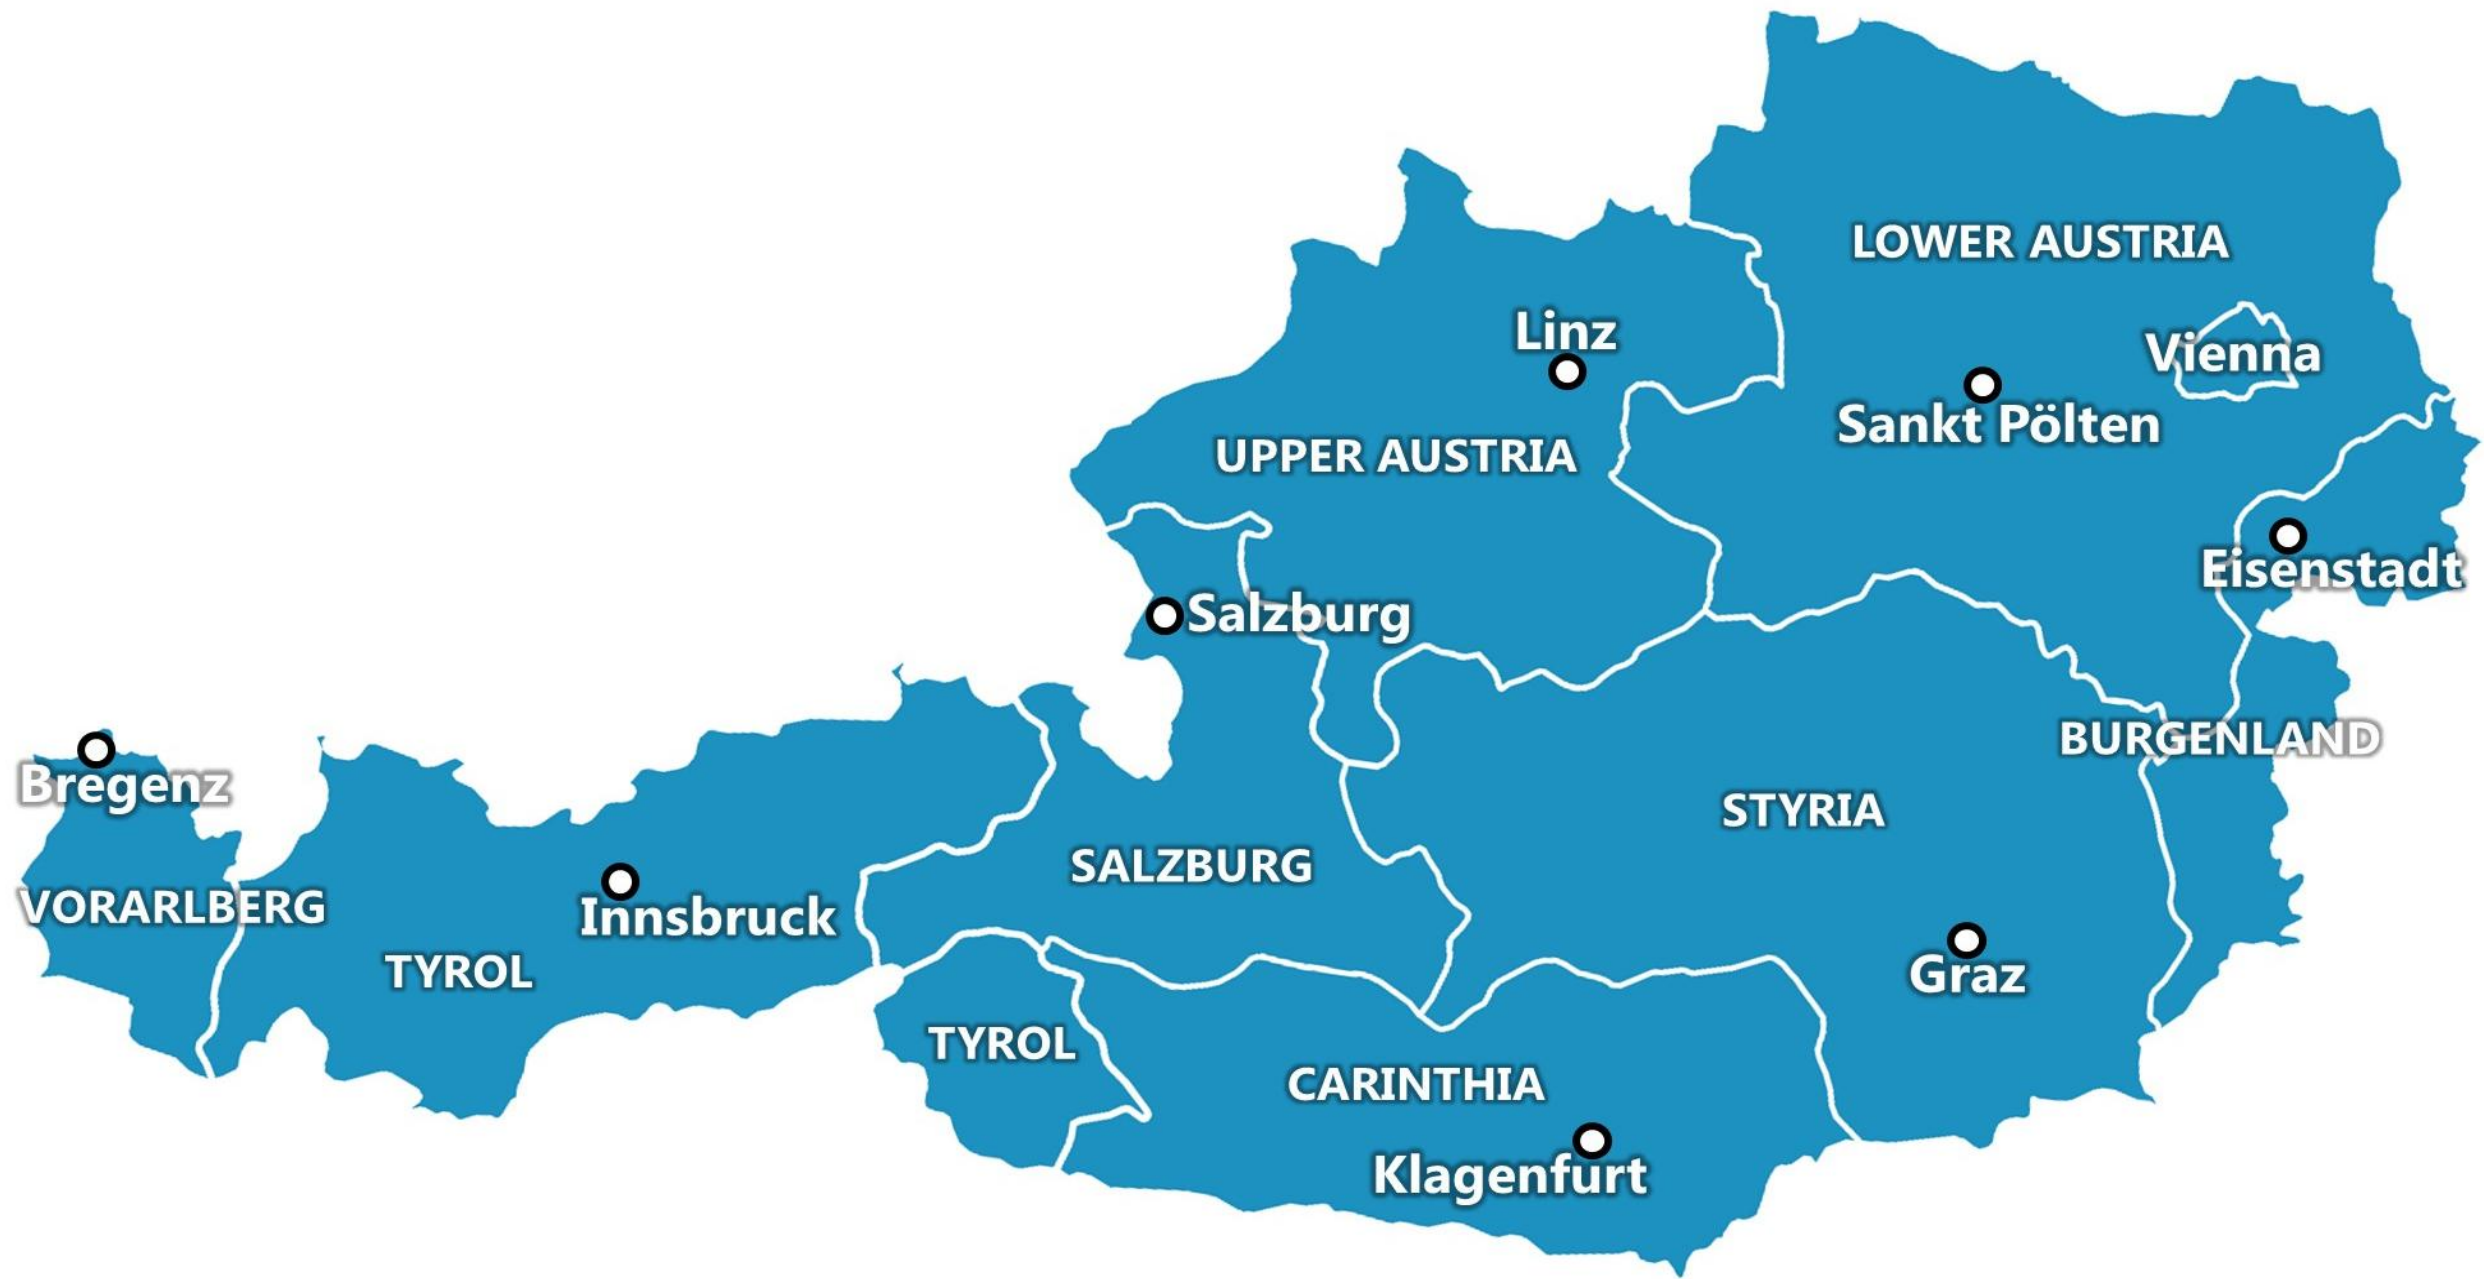 LOWER AUSTRIA
Linz
Vienna
Sankt Pölten
UPPER AUSTRIA
Eisenstadt
Salzburg
BURGENLAND
Bregenz
STYRIA
SALZBURG
VORARLBERG
Innsbruck
TYROL
Graz
TYROL
CARINTHIA
Klagenfurt